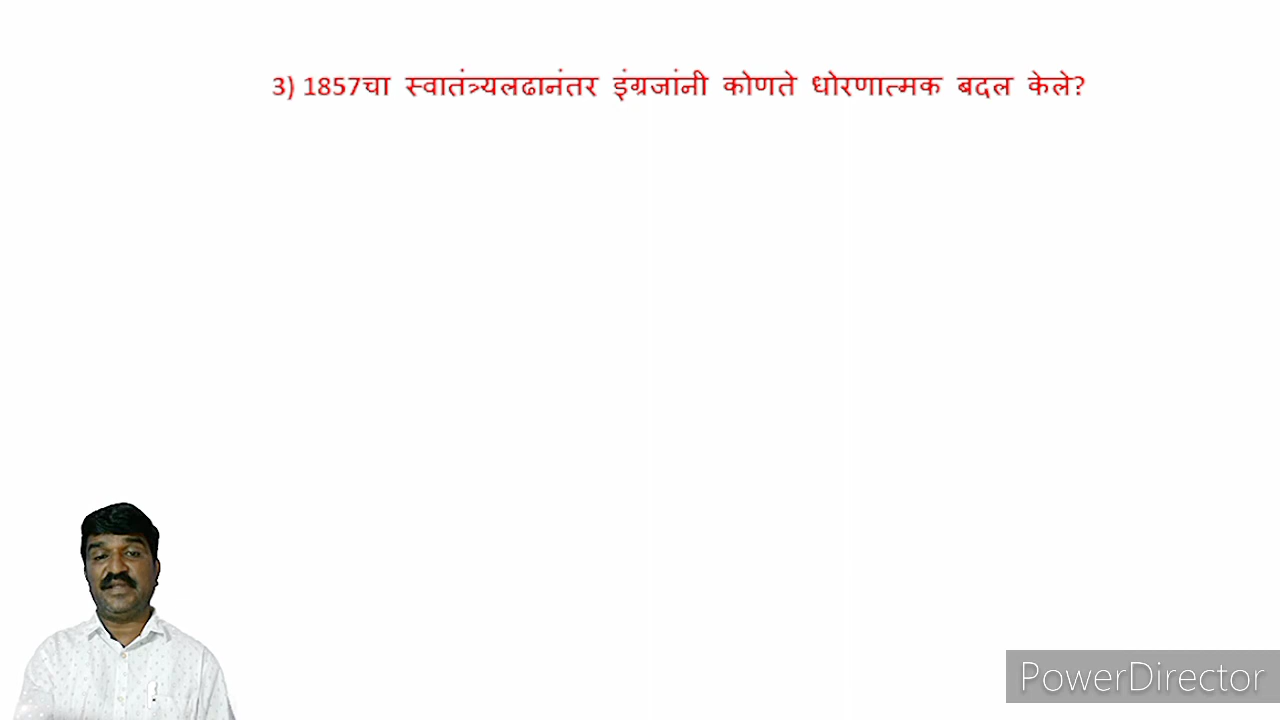 3) 1857चा स्वातंत्र्यलढानंतर इंग्रजांनी कोणते धोरणात्मक बदल केले?
PowerDirector